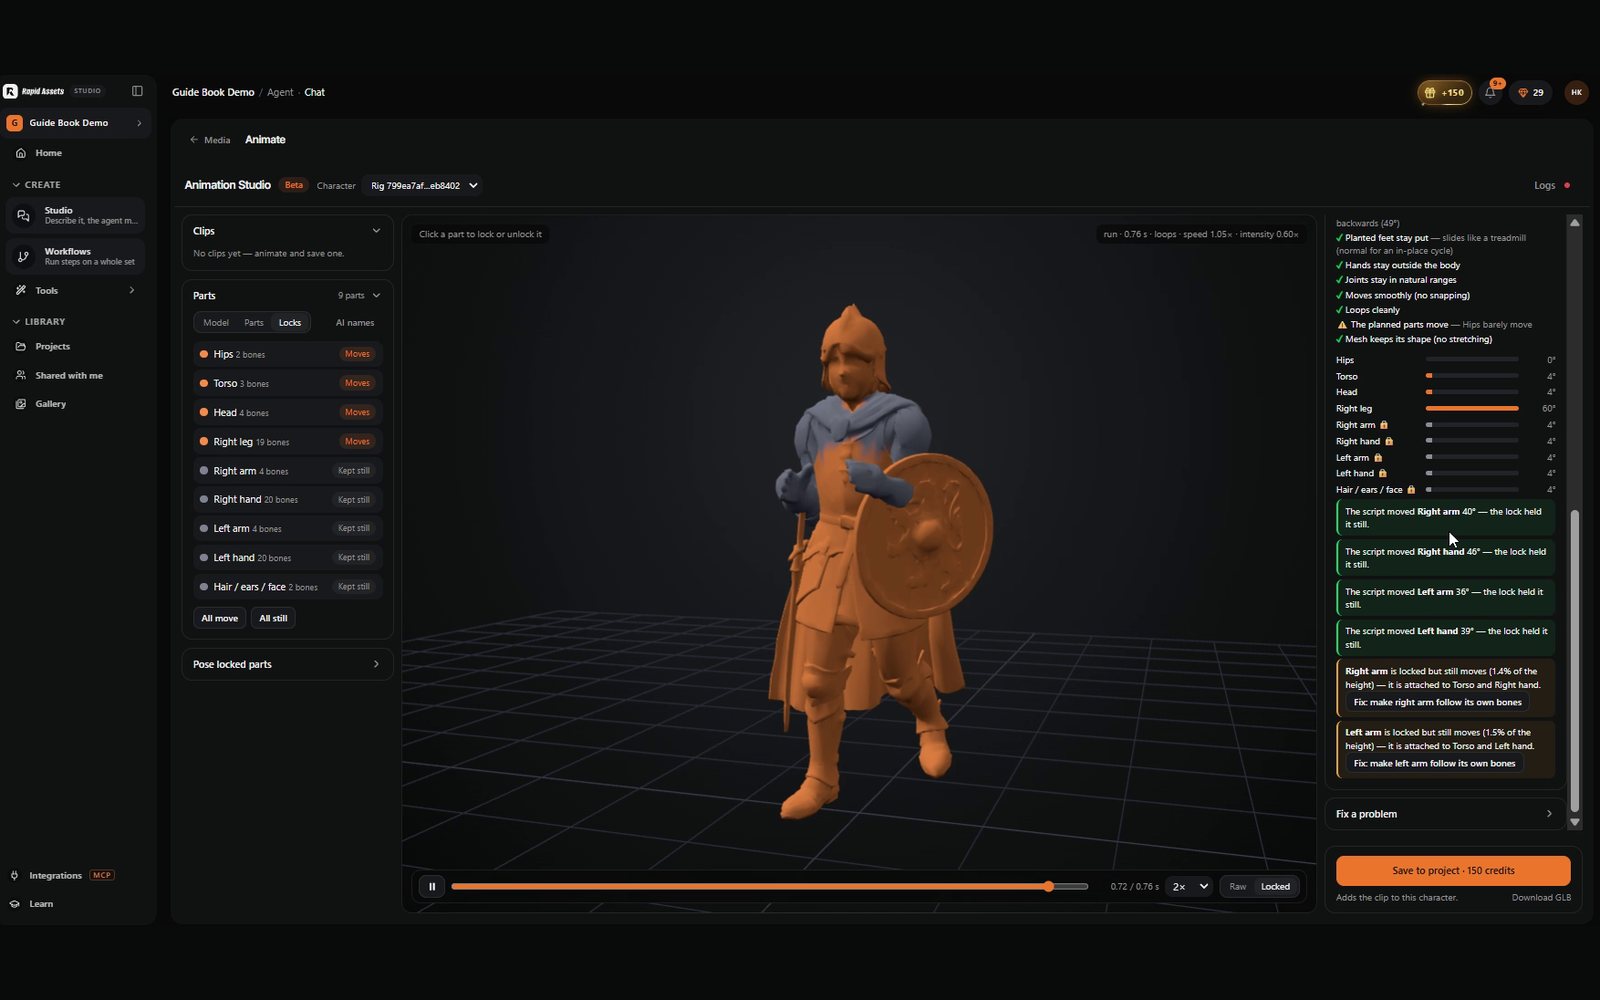 Rapid Assets STUDIO
Guide Book Demo / Agent · Chat
+150
9+
29
HK
G Guide Book Demo
Home
CREATE
Studio
Describe it, the agent m...
Workflows
Run steps on a whole set
Tools
LIBRARY
Projects
Shared with me
Gallery
Integrations MCP
Learn
← Media Animate
Animation Studio Beta Character Rig 799ea7af...eb8402
Logs
Clips
No clips yet — animate and save one.
Parts 9 parts
Model Parts Locks AI names
Hips 2 bones Moves
Torso 3 bones Moves
Head 4 bones Moves
Right leg 19 bones Moves
Right arm 4 bones Kept still
Right hand 20 bones Kept still
Left arm 4 bones Kept still
Left hand 20 bones Kept still
Hair / ears / face 2 bones Kept still
All move All still
Pose locked parts
Click a part to lock or unlock it
run · 0.76 s · loops · speed 1.05× · intensity 0.60×
0.72 / 0.76 s 2× Raw Locked
backwards (49°)
✓ Planted feet stay put — slides like a treadmill
(normal for an in-place cycle)
✓ Hands stay outside the body
✓ Joints stay in natural ranges
✓ Moves smoothly (no snapping)
✓ Loops cleanly
⚠ The planned parts move — Hips barely move
✓ Mesh keeps its shape (no stretching)
Hips 0°
Torso 4°
Head 4°
Right leg 60°
Right arm 🔒 4°
Right hand 🔒 4°
Left arm 🔒 4°
Left hand 🔒 4°
Hair / ears / face 🔒 4°
The script moved Right arm 40° — the lock held
it still.
The script moved Right hand 46° — the lock held
it still.
The script moved Left arm 36° — the lock held it
still.
The script moved Left hand 39° — the lock held it
still.
Right arm is locked but still moves (1.4% of the
height) — it is attached to Torso and Right hand.
Fix: make right arm follow its own bones
Left arm is locked but still moves (1.5% of the
height) — it is attached to Torso and Left hand.
Fix: make left arm follow its own bones
Fix a problem
Save to project · 150 credits
Adds the clip to this character. Download GLB